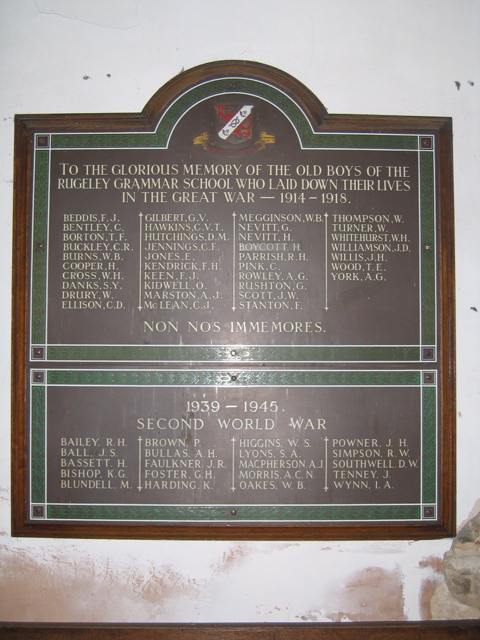 TO THE GLORIOUS MEMORY OF THE OLD BOYS OF THE
RUGELEY GRAMMAR SCHOOL WHO LAID DOWN THEIR LIVES
IN THE GREAT WAR — 1914 – 1918.
BEDDIS, F. J.
BENTLEY, C.
BORTON, T. F.
BUCKLEY, C. R.
BURNS, W. B.
COOPER, H.
CROSS, W. H.
DANKS, S. Y.
DRURY, W.
ELLISON, C. D.
GILBERT, G. V.
HAWKINS, C. V. T.
HUTCHINGS, D. M.
JENNINGS, C. F.
JONES, E.
KENDRICK, F. H.
KEEN, F. J.
KIDWELL, O.
MARSTON, A. J.
McLEAN, C. J.
MEGGINSON, W. B.
NEVITT, G.
NEVITT, H.
BOYCOTT H
PARRISH, R. H.
PINK, C.
ROWLEY, A. G.
RUSHTON, G.
SCOTT, J. W.
STANTON, F.
THOMPSON, W.
TURNER, W.
WHITEHURST, W. H.
WILLIAMSON, J. D.
WILLIS, J. H.
WOOD, T. E.
YORK, A. G.
NON NOS IMMEMORES.
1939 — 1945.
SECOND WORLD WAR
BAILEY, R. H.
BALL, J. S.
BASSETT, H.
BISHOP, K. G.
BLUNDELL, M.
BROWN, P.
BULLAS, A. H.
FAULKNER, J. R.
FOSTER, G. H.
HARDING, K.
HIGGINS, W. S.
LYONS, S. A.
MACPHERSON, A. J.
MORRIS, A. C. N.
OAKES, W. B.
POWNER, J. H.
SIMPSON, R. W.
SOUTHWELL, D. W.
TENNEY, J.
WYNN, I. A.